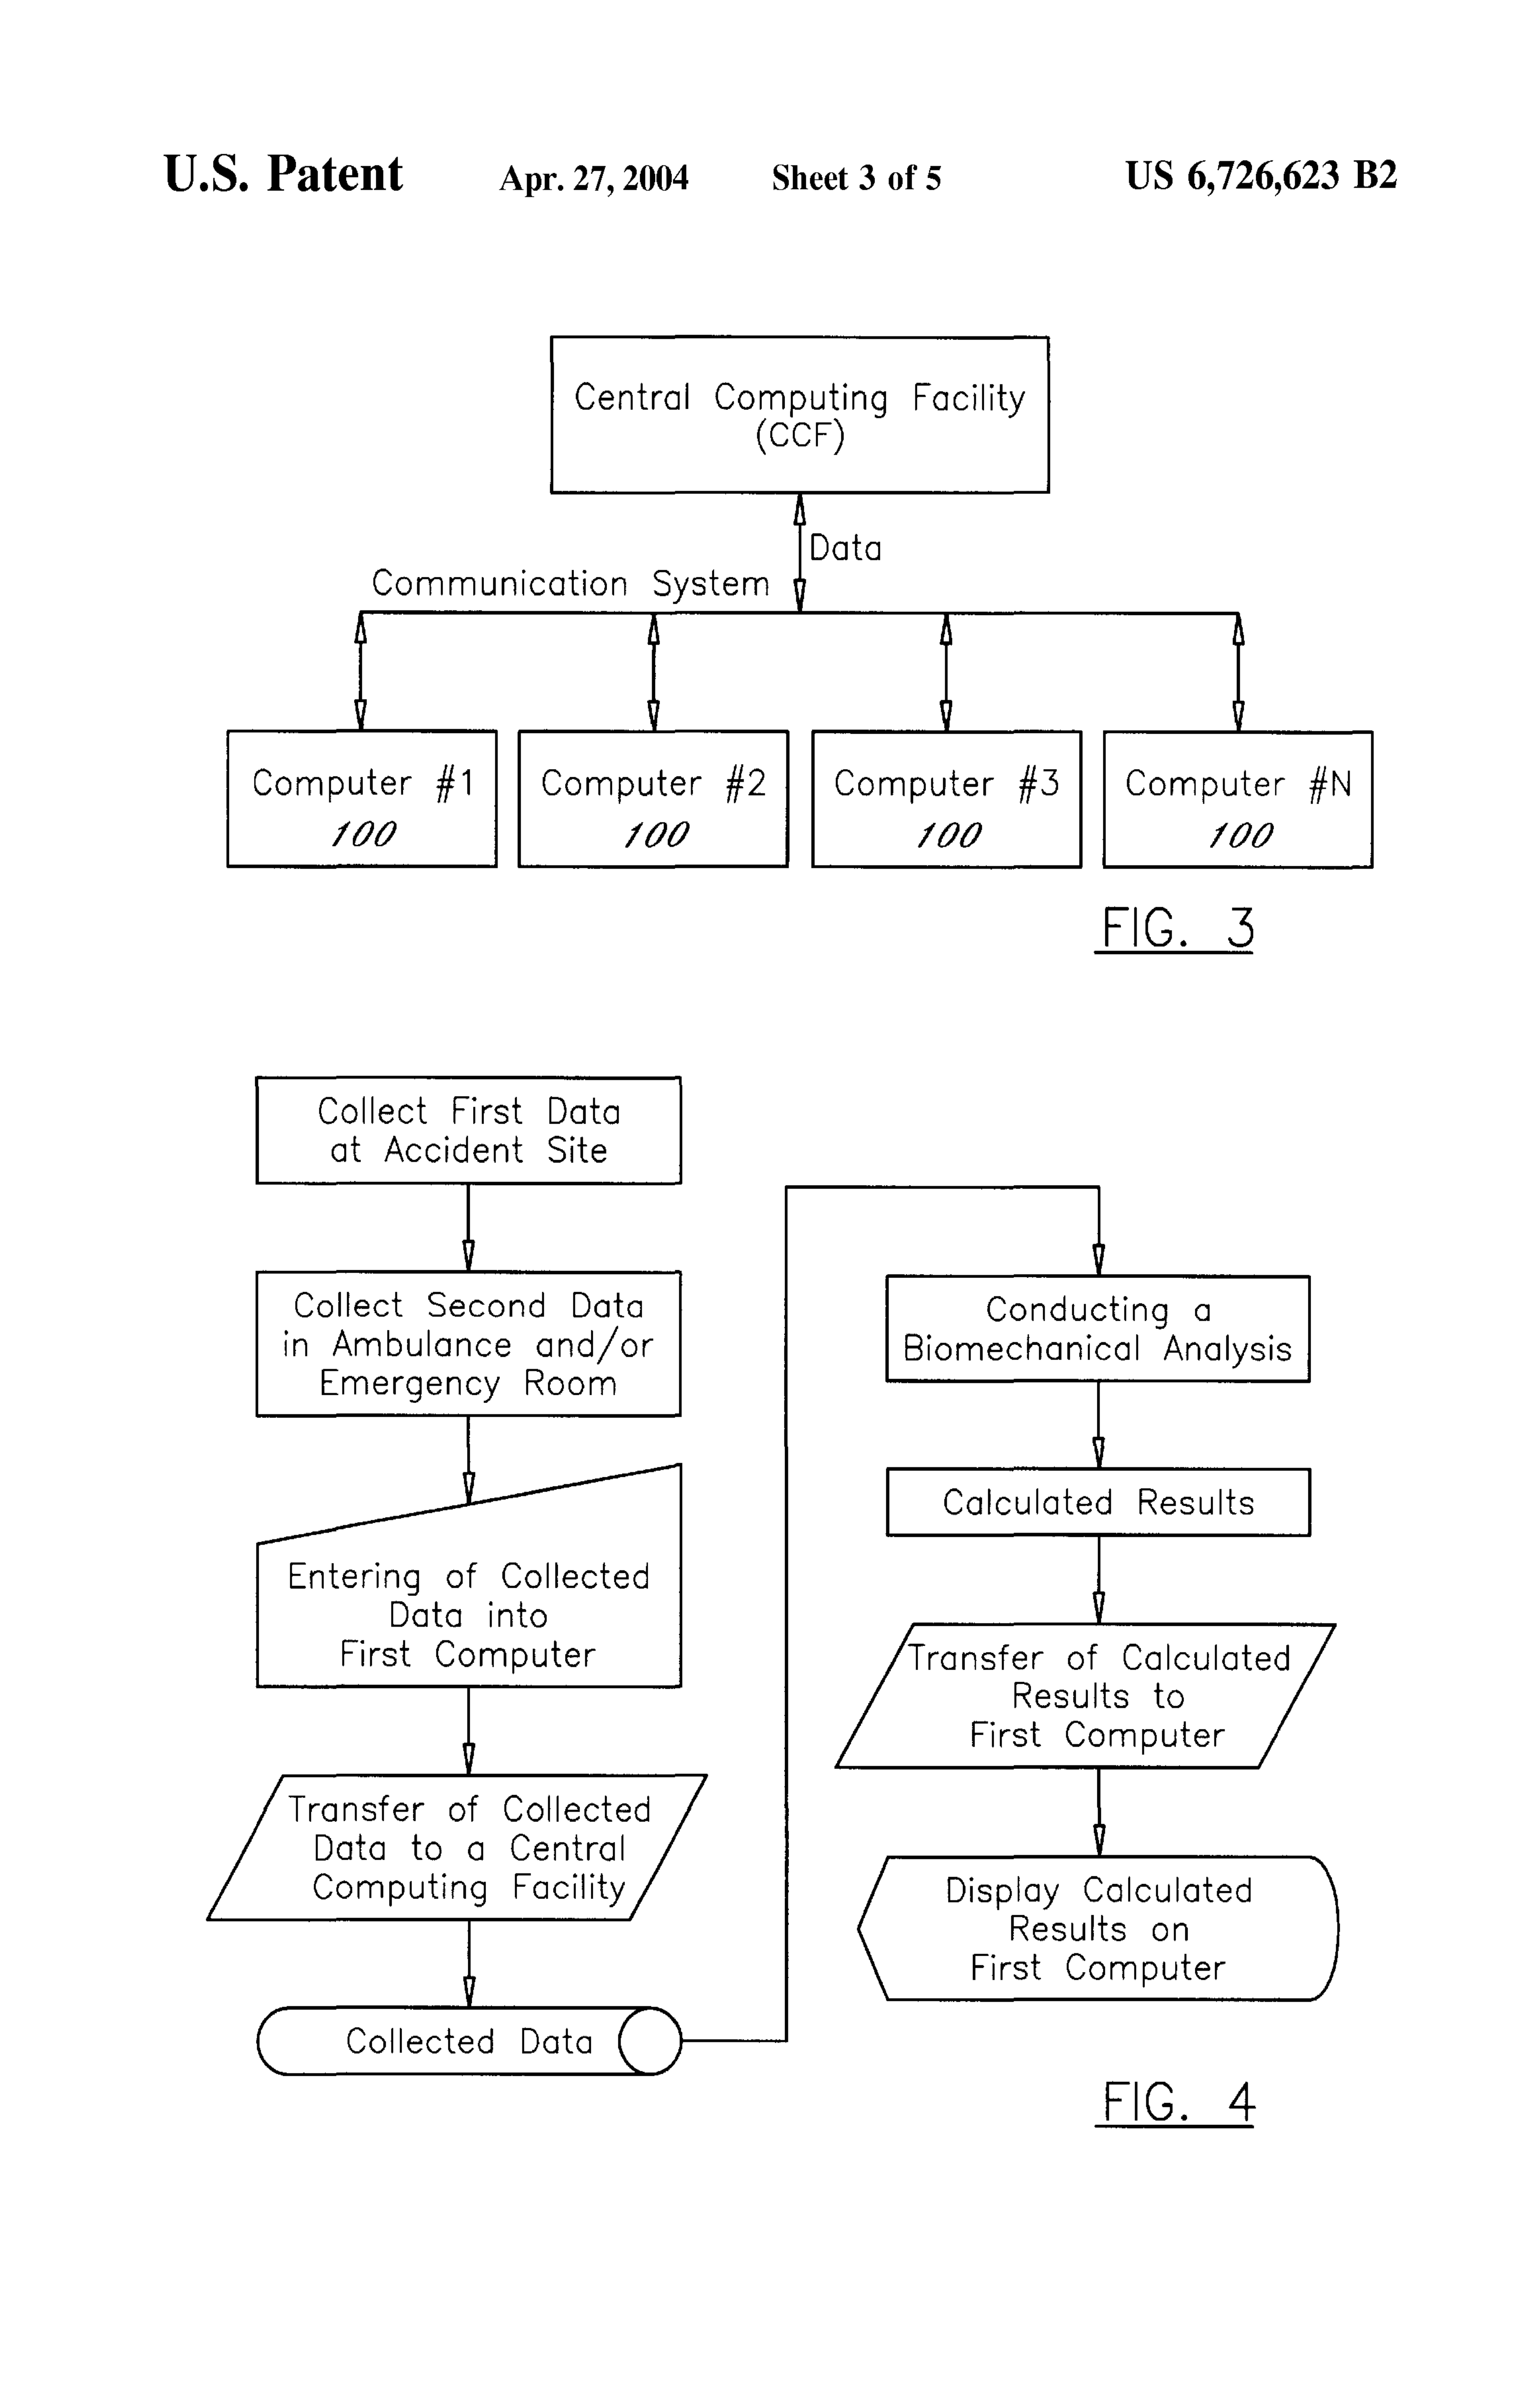 U.S. Patent Apr. 27, 2004 Sheet 3 of 5 US 6,726,623 B2
Central Computing Facility
(CCF)
Data
Communication System
Computer #1
100
Computer #2
100
Computer #3
100
Computer #N
100
FIG. 3
Collect First Data
at Accident Site
Collect Second Data
in Ambulance and/or
Emergency Room
Entering of Collected
Data into
First Computer
Transfer of Collected
Data to a Central
Computing Facility
Collected Data
Conducting a
Biomechanical Analysis
Calculated Results
Transfer of Calculated
Results to
First Computer
Display Calculated
Results on
First Computer
FIG. 4